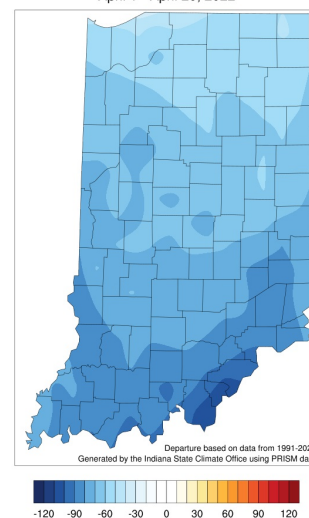 Departure based on data from 1991-202
Generated by the Indiana State Climate Office using PRISM da
-120 -90 -60 -30 0 30 60 90 120